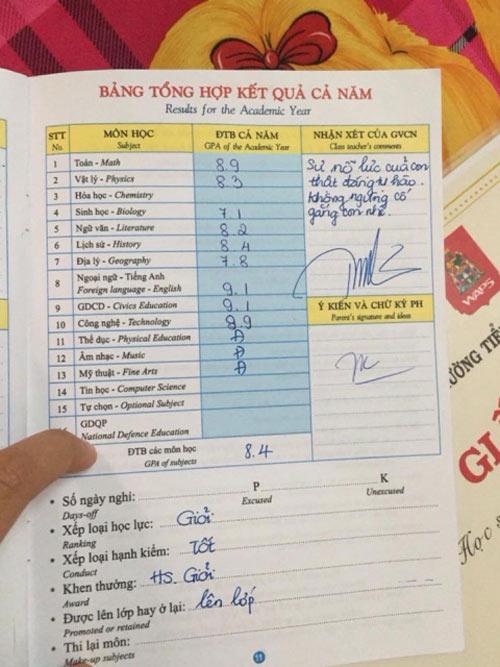 BẢNG TỔNG HỢP KẾT QUẢ CẢ NĂM
Results for the Academic Year
STT No. MÔN HỌC Subject ĐTB CẢ NĂM GPA of the Academic Year NHẬN XÉT CỦA GVCN Class teacher's comments
1 Toán - Math 8.9
2 Vật lý - Physics 8.3
3 Hóa học - Chemistry
4 Sinh học - Biology 7.1
5 Ngữ văn - Literature 8.2
6 Lịch sử - History 8.4
7 Địa lý - Geography 7.8
8 Ngoại ngữ - Tiếng Anh
Foreign language - English 9.1
9 GDCD - Civics Education 9.1
10 Công nghệ - Technology 8.9
11 Thể dục - Physical Education Đ
12 Âm nhạc - Music Đ
13 Mỹ thuật - Fine Arts Đ
14 Tin học - Computer Science
15 Tự chọn - Optional Subject
GDQP
National Defence Education
ĐTB các môn học 8.4
GPA of subjects
Sự nỗ lực của con
thật đáng tự hào.
Không ngừng cố
gắng con nhé.
Ý KIẾN VÀ CHỮ KÝ PH
Parent's signature and ideas
• Số ngày nghỉ: P K
Days-off Excused Unexcused
• Xếp loại học lực: Giỏi
Ranking
• Xếp loại hạnh kiểm: Tốt
Conduct
• Khen thưởng: HS. Giỏi
Award
• Được lên lớp hay ở lại: lên lớp
Promoted or retained
• Thi lại môn:
Make-up subjects
11
WAPS
ƯỜNG TIỂ
GI
Học s